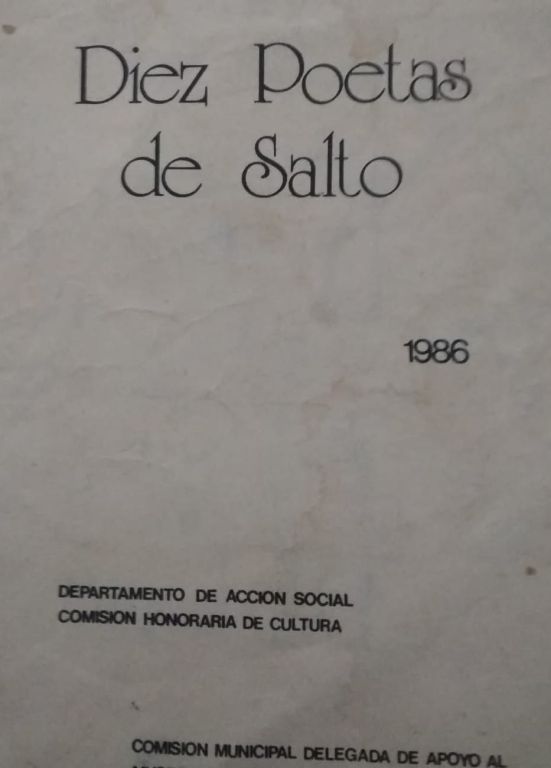 Diez Poetas
de Salto
1986
DEPARTAMENTO DE ACCION SOCIAL
COMISION HONORARIA DE CULTURA
COMISION MUNICIPAL DELEGADA DE APOYO AL